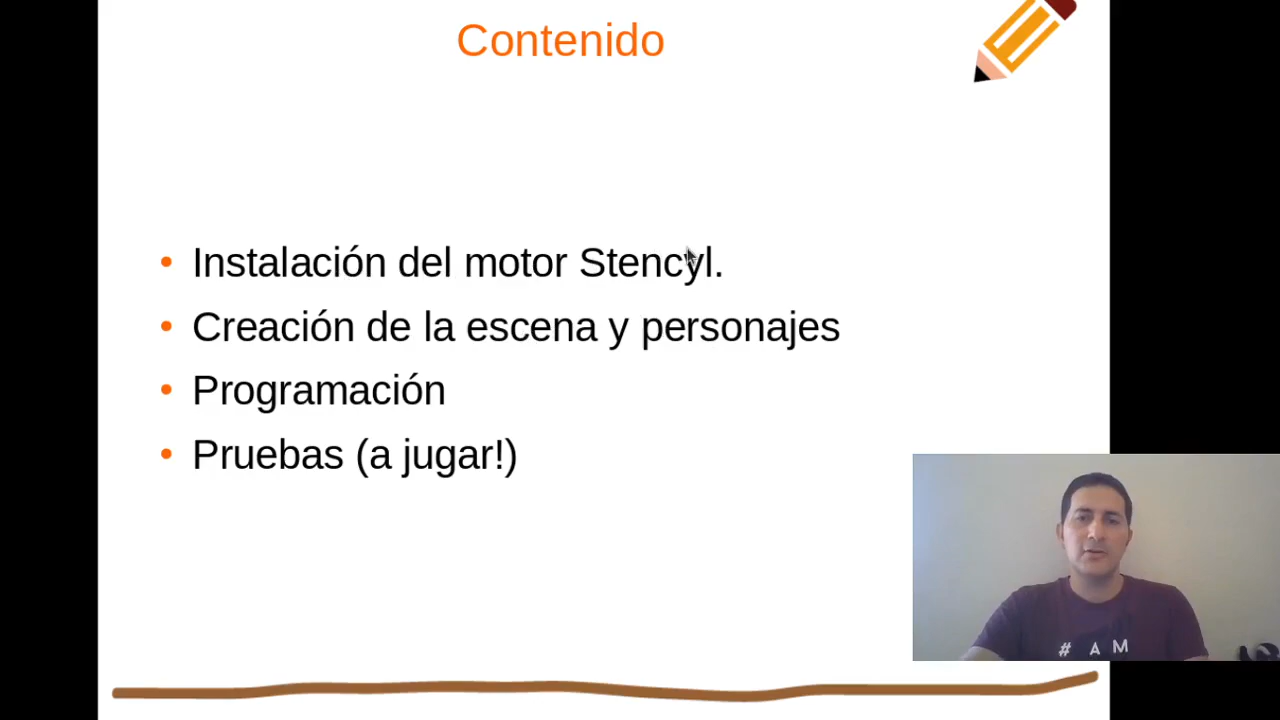 Contenido
Instalación del motor Stencyl.
Creación de la escena y personajes
Programación
Pruebas (a jugar!)
# A M